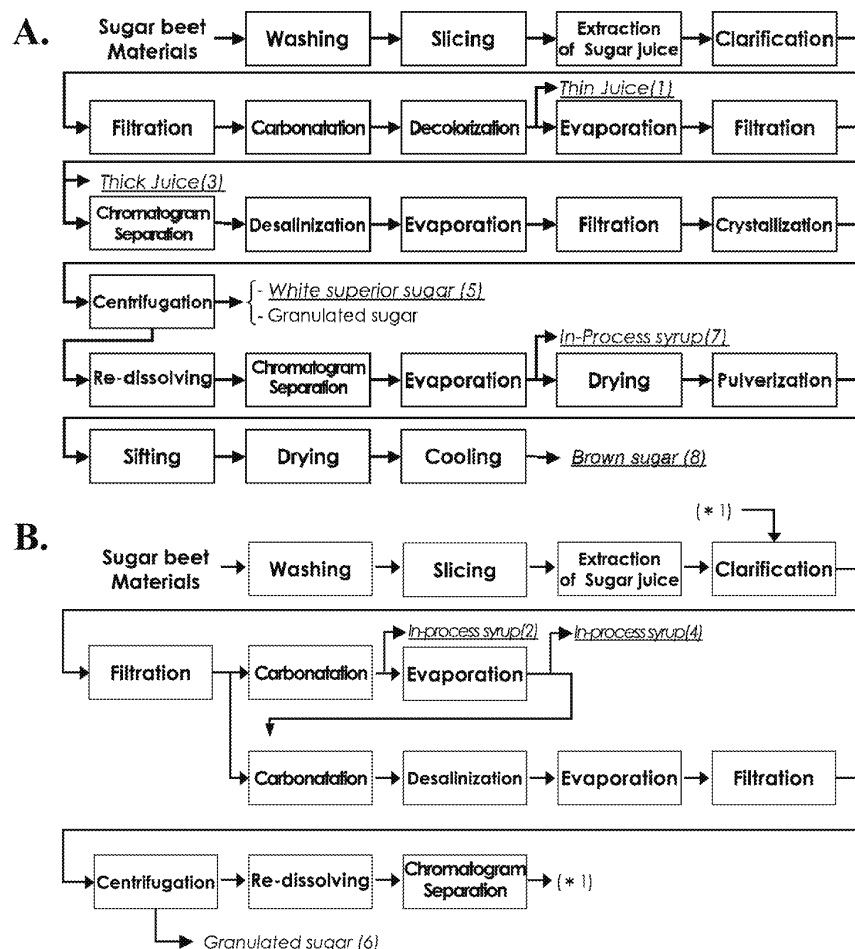 A.
Sugar beet
Materials
Washing
Slicing
Extraction
of Sugar juice
Clarification
Thin Juice(1)
Filtration
Carbonatation
Decolorization
Evaporation
Filtration
Thick Juice(3)
Chromatogram
Separation
Desalinization
Evaporation
Filtration
Crystallization
Centrifugation
- White superior sugar (5)
- Granulated sugar
In-Process syrup(7)
Re-dissolving
Chromatogram
Separation
Evaporation
Drying
Pulverization
Sifting
Drying
Cooling
Brown sugar (8)
B.
(* 1)
Sugar beet
Materials
Washing
Slicing
Extraction
of Sugar juice
Clarification
In-process syrup(2)
In-process syrup(4)
Filtration
Carbonatation
Evaporation
Carbonatation
Desalinization
Evaporation
Filtration
Centrifugation
Re-dissolving
Chromatogram
Separation
(* 1)
Granulated sugar (6)